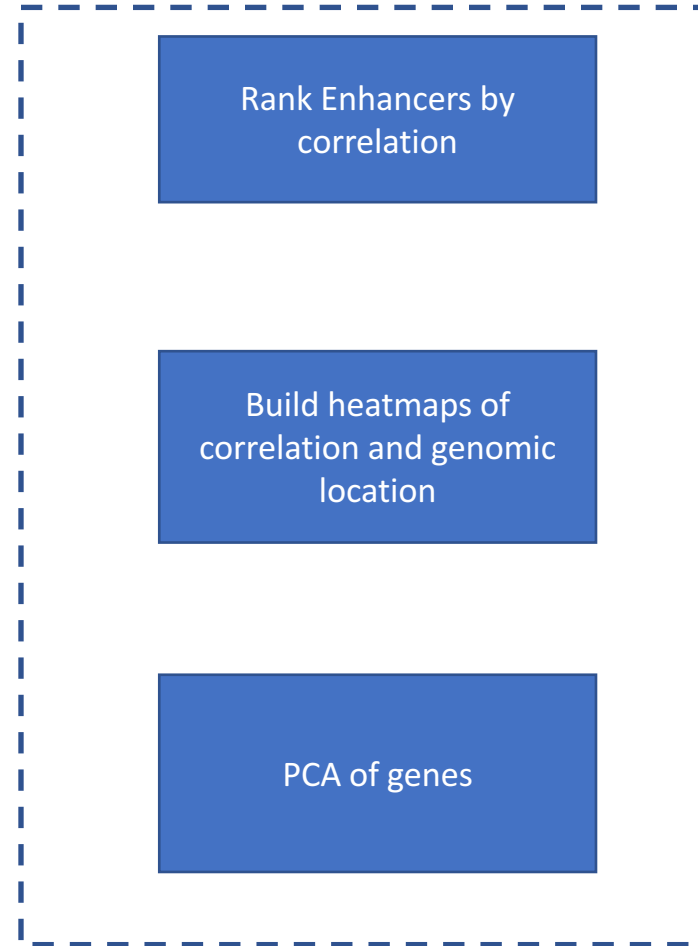 Rank Enhancers by
correlation
Build heatmaps of
correlation and genomic
location
PCA of genes